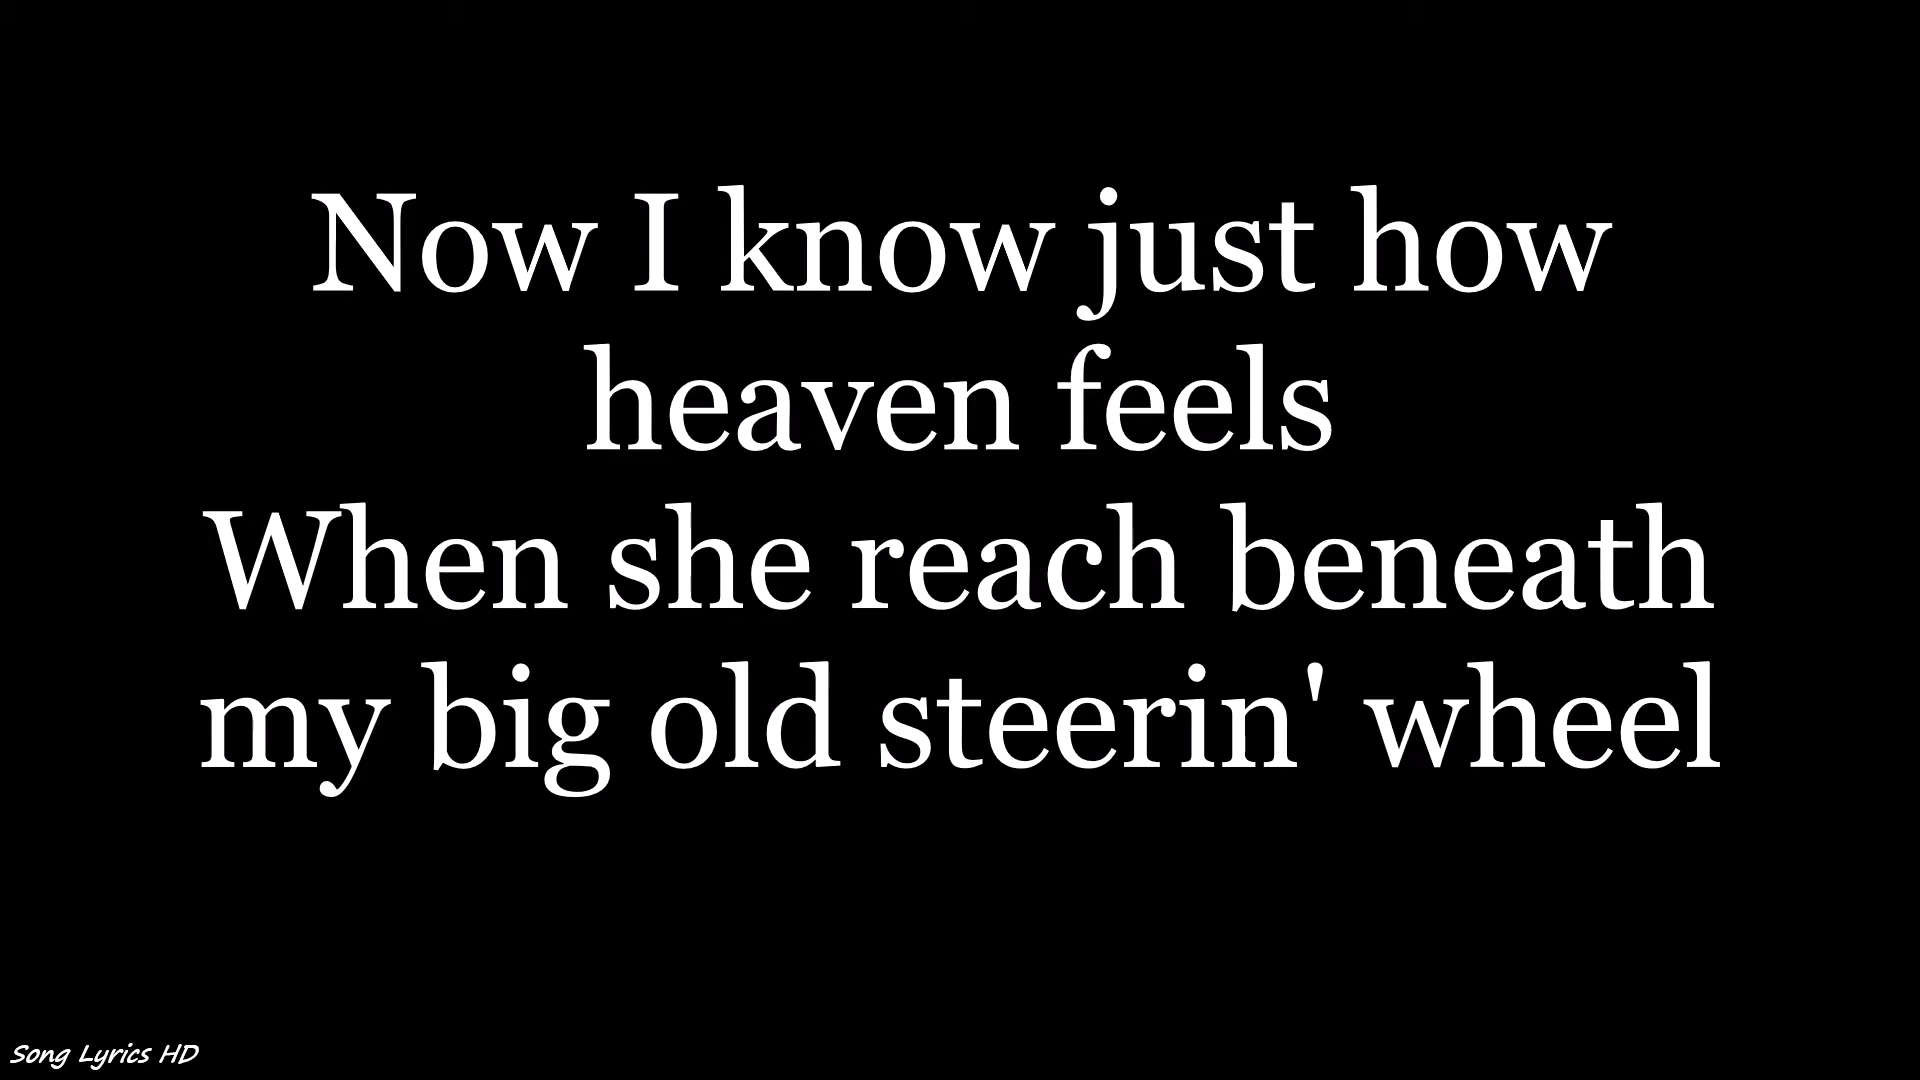 Now I know just how
heaven feels
When she reach beneath
my big old steerin' wheel
Song Lyrics HD